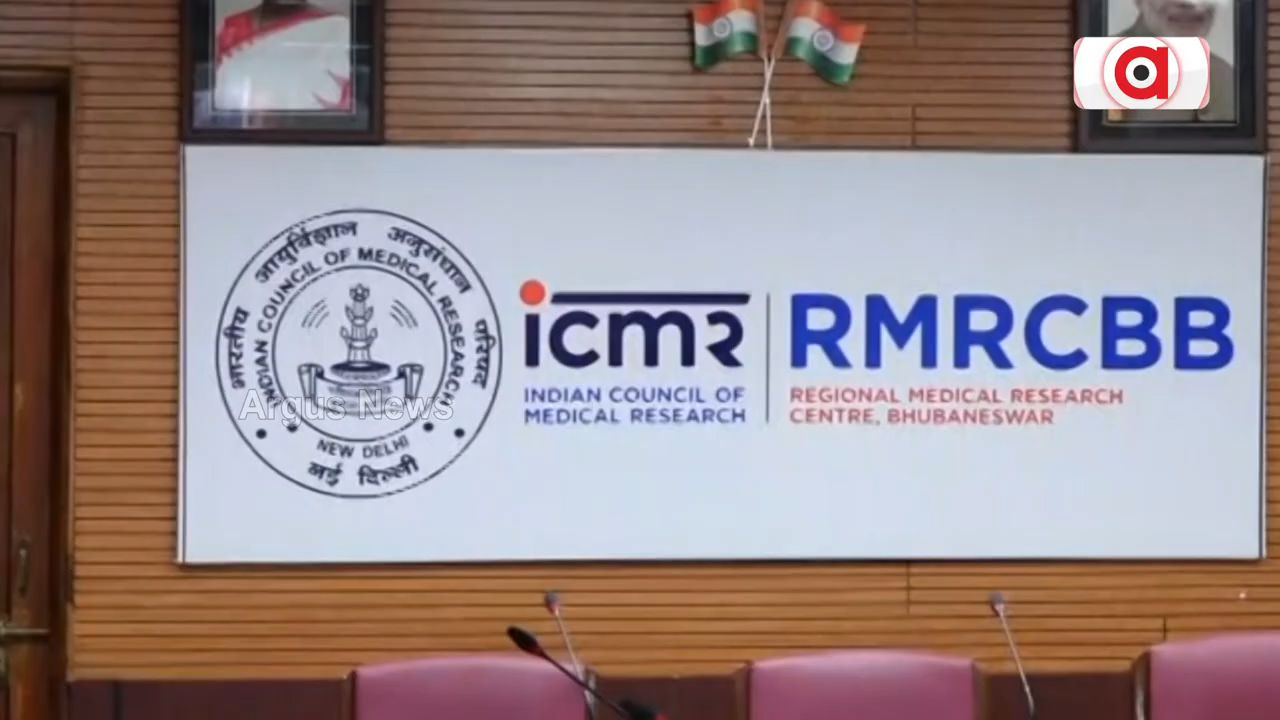 भारतीय आयुर्विज्ञान अनुसंधान परिषद
INDIAN COUNCIL OF MEDICAL RESEARCH
NEW DELHI
नई दिल्ली
Argus News
icmr
INDIAN COUNCIL OF
MEDICAL RESEARCH
RMRCBB
REGIONAL MEDICAL RESEARCH
CENTRE, BHUBANESWAR
a